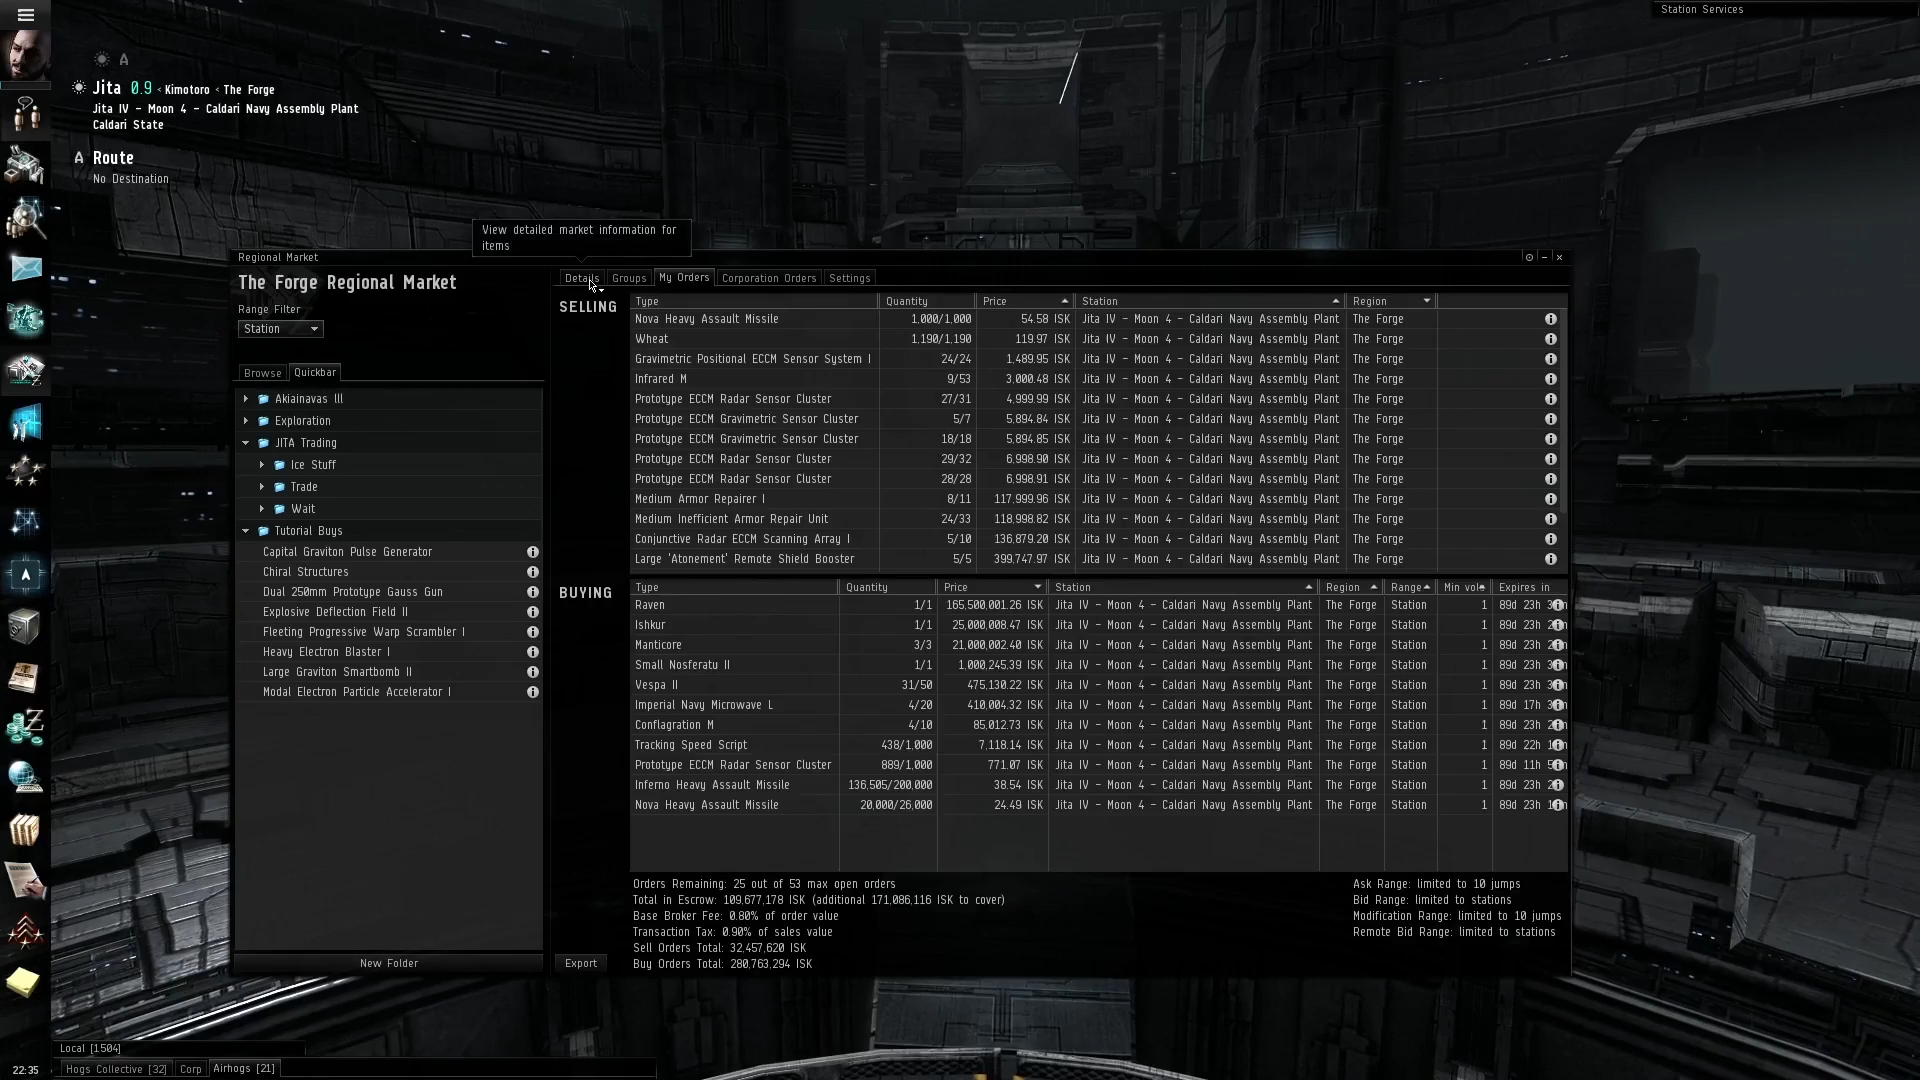 Station Services
A
Jita 0.9 < Kimotoro < The Forge
Jita IV - Moon 4 - Caldari Navy Assembly Plant
Caldari State
A Route
No Destination
View detailed market information for
items
Regional Market
The Forge Regional Market
Range Filter
Station
Browse Quickbar
Akiainavas III
Exploration
JITA Trading
Ice Stuff
Trade
Wait
Tutorial Buys
Capital Graviton Pulse Generator
Chiral Structures
Dual 250mm Prototype Gauss Gun
Explosive Deflection Field II
Fleeting Progressive Warp Scrambler I
Heavy Electron Blaster I
Large Graviton Smartbomb II
Modal Electron Particle Accelerator I
New Folder
Details Groups My Orders Corporation Orders Settings
SELLING
Type Quantity Price Station Region
Nova Heavy Assault Missile 1,000/1,000 54.58 ISK Jita IV - Moon 4 - Caldari Navy Assembly Plant The Forge
Wheat 1,190/1,190 119.97 ISK Jita IV - Moon 4 - Caldari Navy Assembly Plant The Forge
Gravimetric Positional ECCM Sensor System I 24/24 1,489.95 ISK Jita IV - Moon 4 - Caldari Navy Assembly Plant The Forge
Infrared M 9/53 3,000.48 ISK Jita IV - Moon 4 - Caldari Navy Assembly Plant The Forge
Prototype ECCM Radar Sensor Cluster 27/31 4,999.99 ISK Jita IV - Moon 4 - Caldari Navy Assembly Plant The Forge
Prototype ECCM Gravimetric Sensor Cluster 5/7 5,894.84 ISK Jita IV - Moon 4 - Caldari Navy Assembly Plant The Forge
Prototype ECCM Gravimetric Sensor Cluster 18/18 5,894.85 ISK Jita IV - Moon 4 - Caldari Navy Assembly Plant The Forge
Prototype ECCM Radar Sensor Cluster 29/32 6,998.90 ISK Jita IV - Moon 4 - Caldari Navy Assembly Plant The Forge
Prototype ECCM Radar Sensor Cluster 28/28 6,998.91 ISK Jita IV - Moon 4 - Caldari Navy Assembly Plant The Forge
Medium Armor Repairer I 8/11 117,999.96 ISK Jita IV - Moon 4 - Caldari Navy Assembly Plant The Forge
Medium Inefficient Armor Repair Unit 24/33 118,998.82 ISK Jita IV - Moon 4 - Caldari Navy Assembly Plant The Forge
Conjunctive Radar ECCM Scanning Array I 5/10 136,879.20 ISK Jita IV - Moon 4 - Caldari Navy Assembly Plant The Forge
Large 'Atonement' Remote Shield Booster 5/5 399,747.97 ISK Jita IV - Moon 4 - Caldari Navy Assembly Plant The Forge
BUYING
Type Quantity Price Station Region Range Min vol Expires in
Raven 1/1 165,500,001.26 ISK Jita IV - Moon 4 - Caldari Navy Assembly Plant The Forge Station 1 89d 23h
Ishkur 1/1 25,000,008.47 ISK Jita IV - Moon 4 - Caldari Navy Assembly Plant The Forge Station 1 89d 23h
Manticore 3/3 21,000,002.40 ISK Jita IV - Moon 4 - Caldari Navy Assembly Plant The Forge Station 1 89d 23h
Small Nosferatu II 1/1 1,000,245.39 ISK Jita IV - Moon 4 - Caldari Navy Assembly Plant The Forge Station 1 89d 23h
Vespa II 31/50 475,130.22 ISK Jita IV - Moon 4 - Caldari Navy Assembly Plant The Forge Station 1 89d 23h
Imperial Navy Microwave L 4/20 410,004.32 ISK Jita IV - Moon 4 - Caldari Navy Assembly Plant The Forge Station 1 89d 17h
Conflagration M 4/10 85,012.73 ISK Jita IV - Moon 4 - Caldari Navy Assembly Plant The Forge Station 1 89d 23h
Tracking Speed Script 438/1,000 7,118.14 ISK Jita IV - Moon 4 - Caldari Navy Assembly Plant The Forge Station 1 89d 22h
Prototype ECCM Radar Sensor Cluster 889/1,000 771.07 ISK Jita IV - Moon 4 - Caldari Navy Assembly Plant The Forge Station 1 89d 11h
Inferno Heavy Assault Missile 136,505/200,000 38.54 ISK Jita IV - Moon 4 - Caldari Navy Assembly Plant The Forge Station 1 89d 23h
Nova Heavy Assault Missile 20,000/26,000 24.49 ISK Jita IV - Moon 4 - Caldari Navy Assembly Plant The Forge Station 1 89d 23h
Orders Remaining: 25 out of 53 max open orders
Total in Escrow: 109,677,178 ISK (additional 171,086,116 ISK to cover)
Base Broker Fee: 0.80% of order value
Transaction Tax: 0.90% of sales value
Sell Orders Total: 32,457,620 ISK
Buy Orders Total: 280,763,294 ISK
Ask Range: limited to 10 jumps
Bid Range: limited to stations
Modification Range: limited to 10 jumps
Remote Bid Range: limited to stations
Export
Local [1504]
Hogs Collective [32] Corp Airhogs [21]
22:35